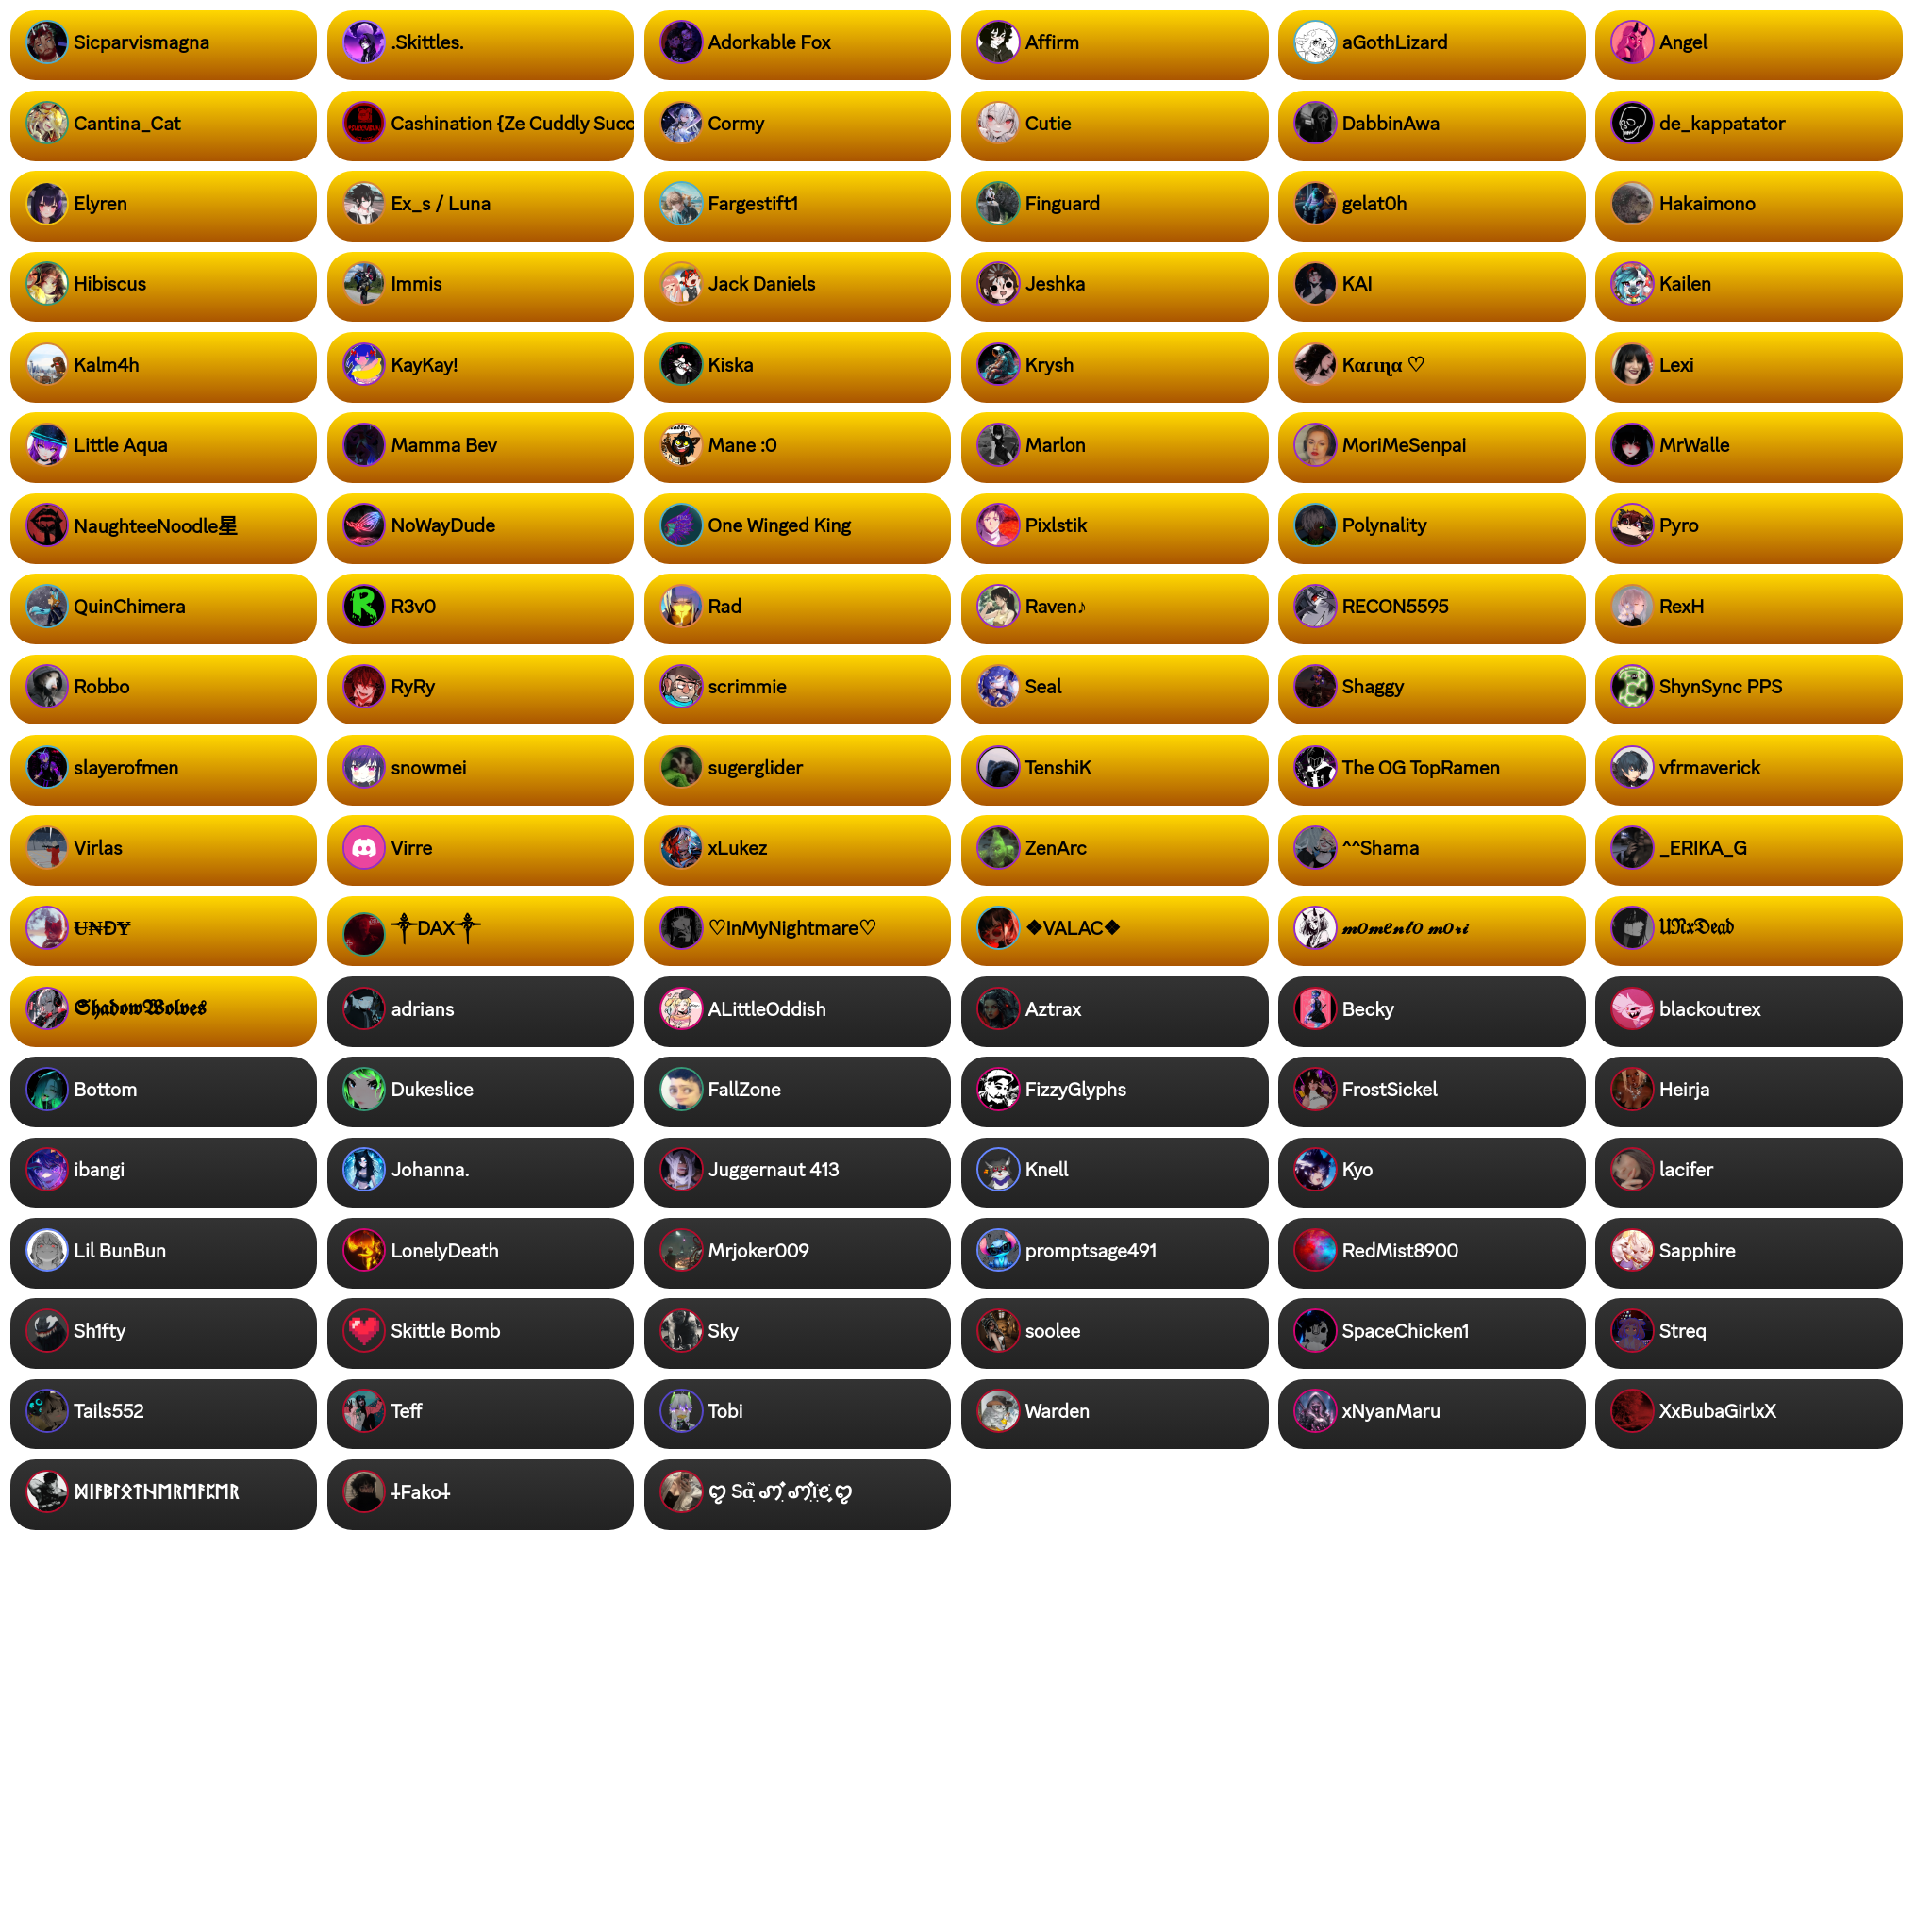 Sicparvismagna
.Skittles.
Adorkable Fox
Affirm
aGothLizard
Angel
Cantina_Cat
Cashination {Ze Cuddly Succ
Cormy
Cutie
DabbinAwa
de_kappatator
Elyren
Ex_s / Luna
Fargestift1
Finguard
gelat0h
Hakaimono
Hibiscus
Immis
Jack Daniels
Jeshka
KAI
Kailen
Kalm4h
KayKay!
Kiska
Krysh
Kαɾιɳα ♡
Lexi
Little Aqua
Mamma Bev
Mane :0
Marlon
MoriMeSenpai
MrWalle
NaughteeNoodle星
NoWayDude
One Winged King
Pixlstik
Polynality
Pyro
QuinChimera
R3v0
Rad
Raven♪
RECON5595
RexH
Robbo
RyRy
scrimmie
Seal
Shaggy
ShynSync PPS
slayerofmen
snowmei
sugerglider
TenshiK
The OG TopRamen
vfrmaverick
Virlas
Virre
xLukez
ZenArc
^^Shama
_ERIKA_G
U̶₦ĐɎ
༒DAX༒
♡InMyNightmare♡
❖VALAC❖
𝓶𝓸𝓶𝓮𝓷𝓽𝓸 𝓶𝓸𝓻𝓲
𝔘𝔑𝔵𝔇𝔢𝔞𝔡
𝕾𝖍𝖆𝖉𝖔𝖜𝖂𝖔𝖑𝖛𝖊𝖘
adrians
ALittleOddish
Aztrax
Becky
blackoutrex
Bottom
Dukeslice
FallZone
FizzyGlyphs
FrostSickel
Heirja
ibangi
Johanna.
Juggernaut 413
Knell
Kyo
lacifer
Lil BunBun
LonelyDeath
Mrjoker009
promptsage491
RedMist8900
Sapphire
Sh1fty
Skittle Bomb
Sky
soolee
SpaceChicken1
Streq
Tails552
Teff
Tobi
Warden
xNyanMaru
XxBubaGirlxX
⸸Fako⸸